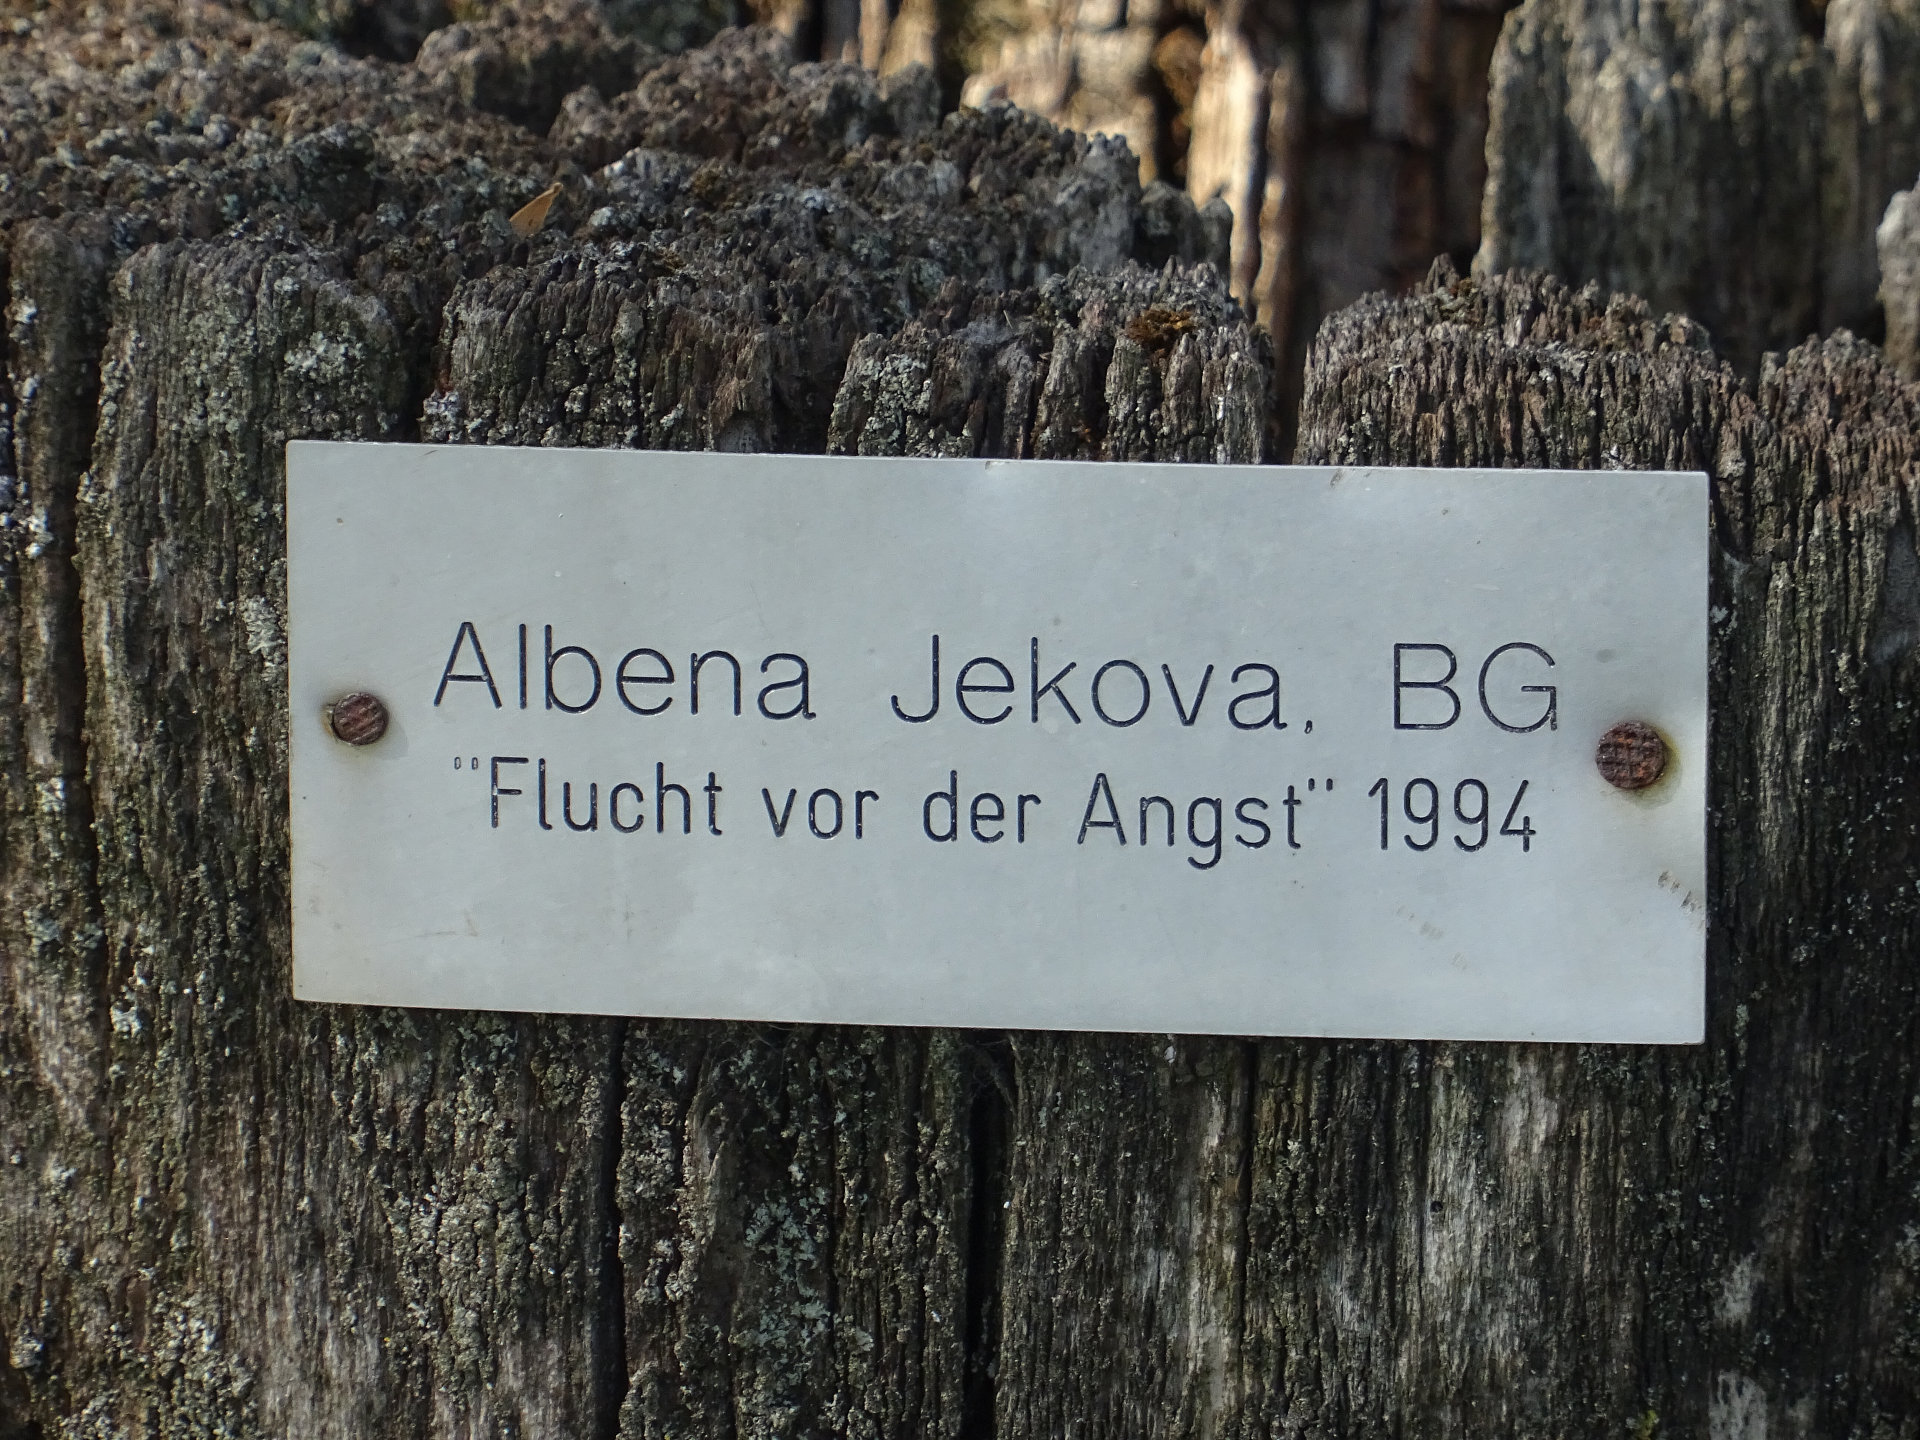 Albena Jekova, BG
"Flucht vor der Angst" 1994